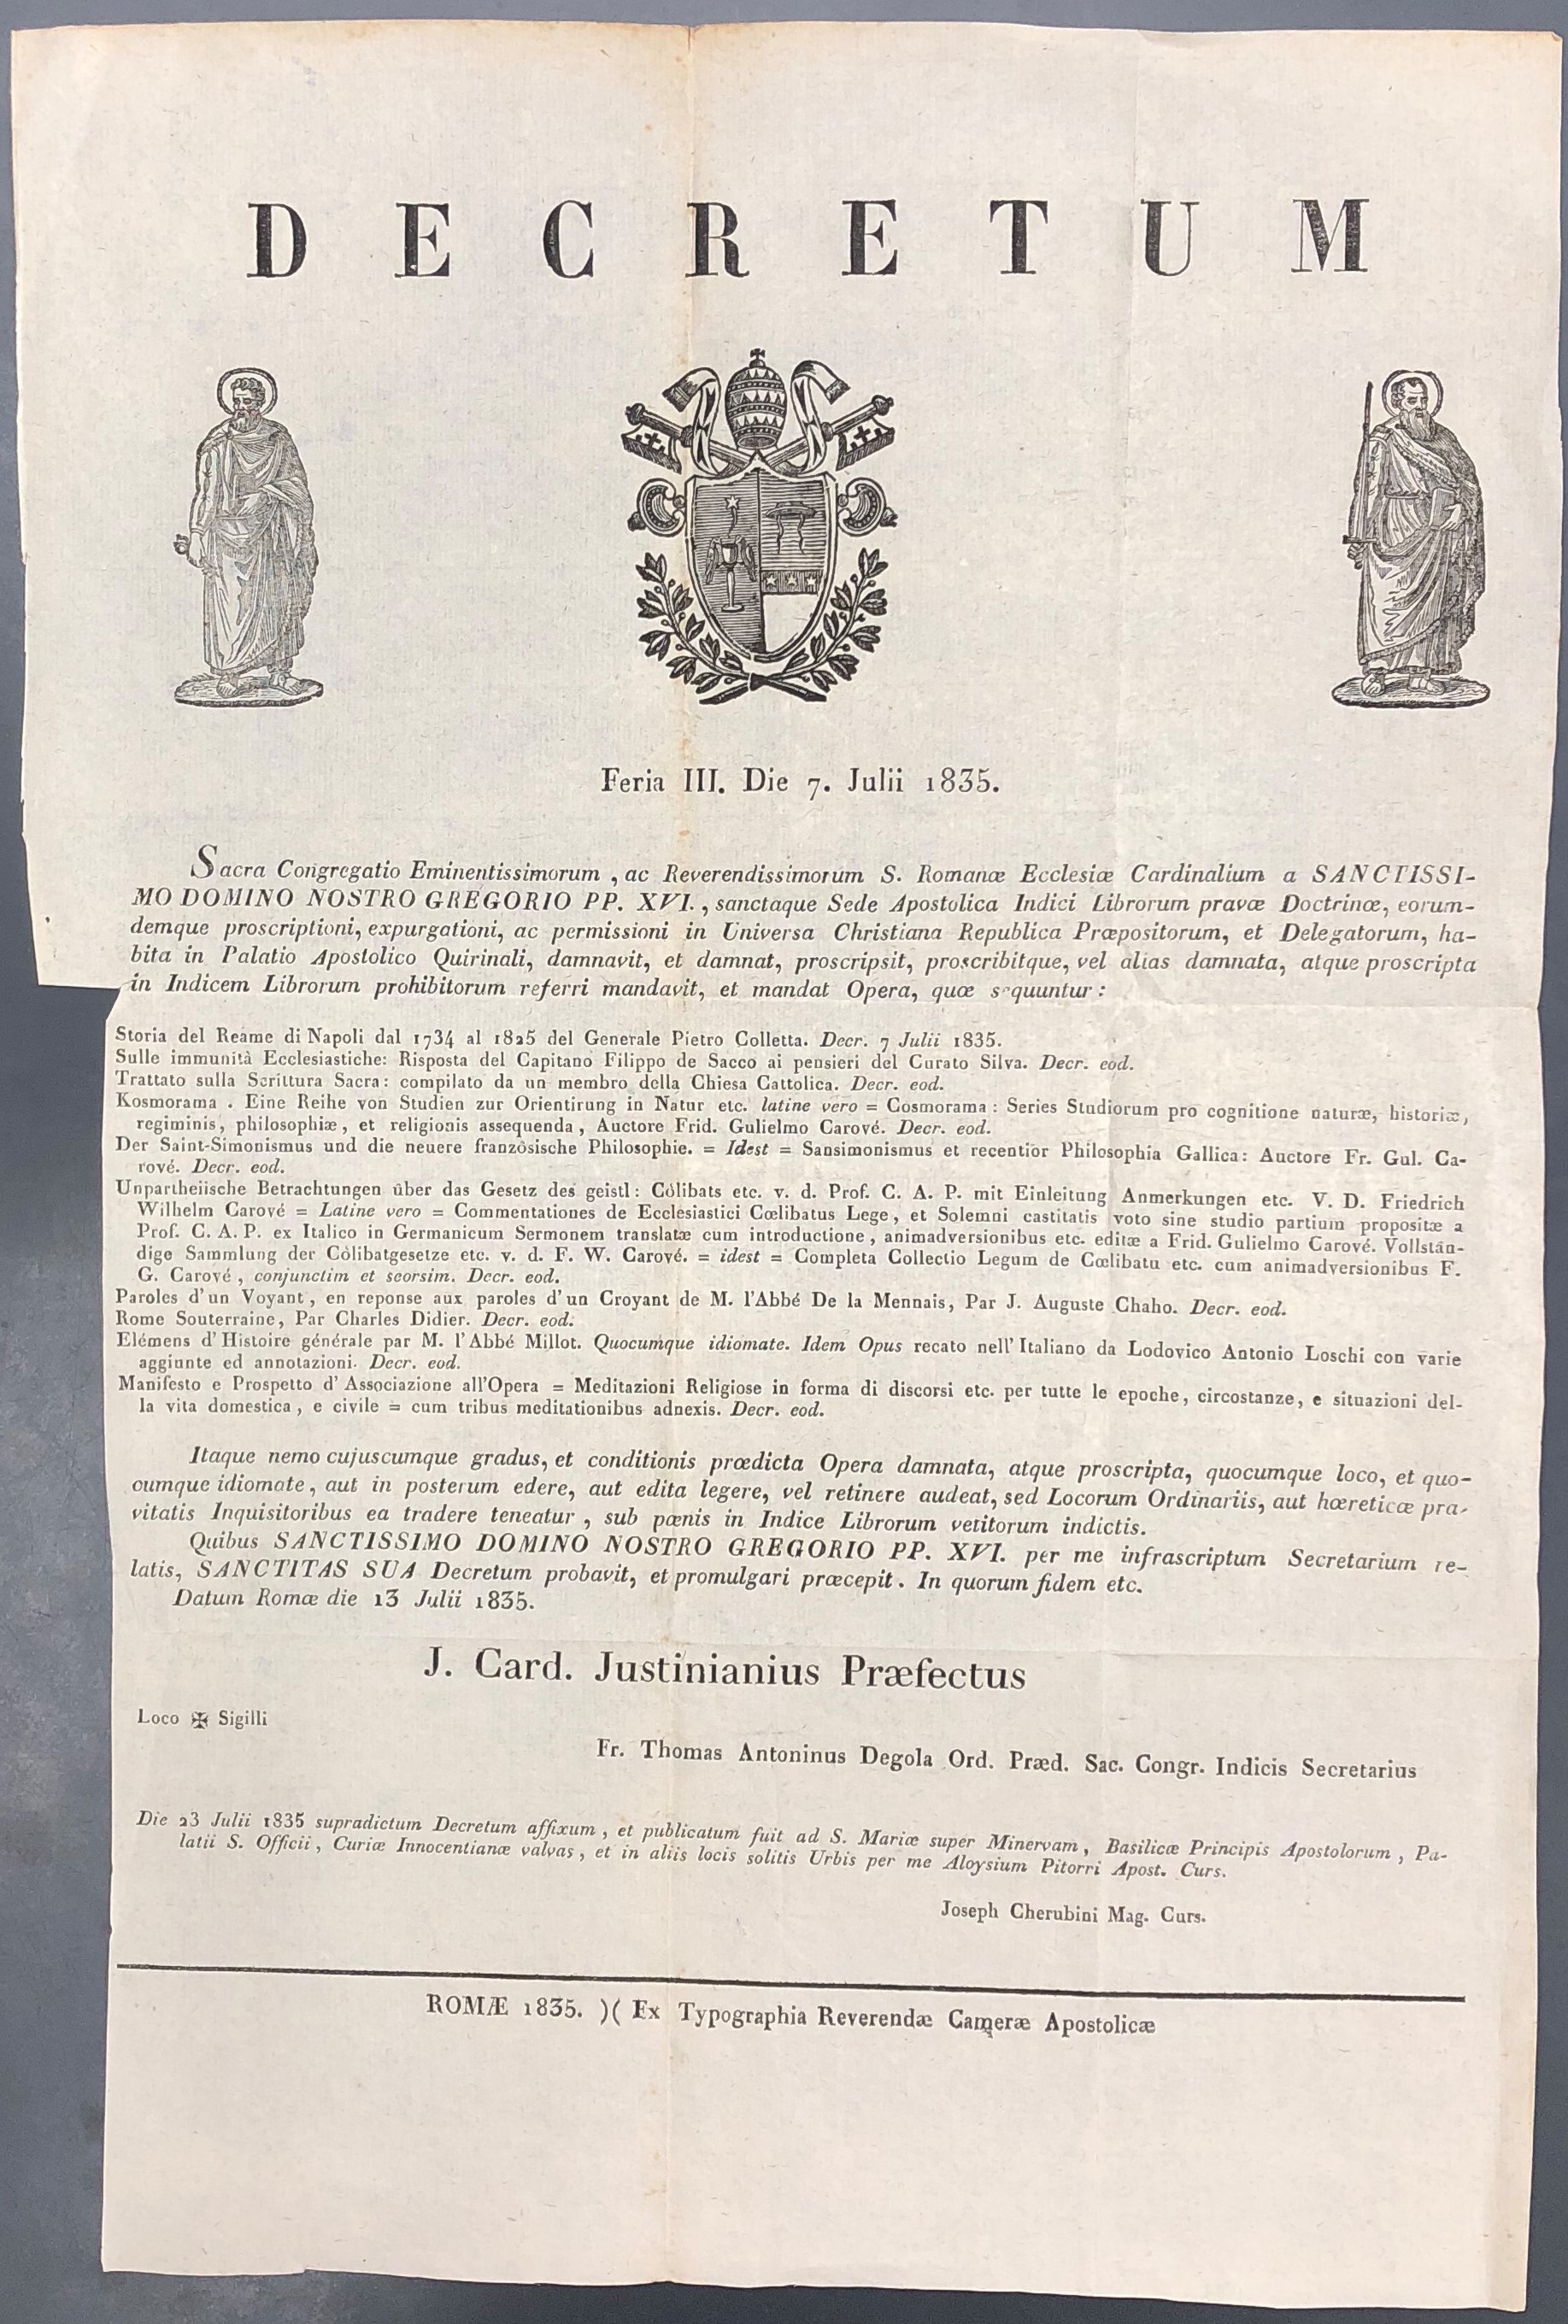 DECRETUM
Feria III. Die 7. Julii 1835.
Sacra Congregatio Eminentissimorum, ac Reverendissimorum S. Romanæ Ecclesiæ Cardinalium a SANCTISSI-
MO DOMINO NOSTRO GREGORIO PP. XVI., sanctaque Sede Apostolica Indici Librorum pravæ Doctrinæ, eorum-
demque proscriptioni, expurgationi, ac permissioni in Universa Christiana Republica Præpositorum, et Delegatorum, ha-
bita in Palatio Apostolico Quirinali, damnavit, et damnat, proscripsit, proscribitque, vel alias damnata, atque proscripta
in Indicem Librorum prohibitorum referri mandavit, et mandat Opera, quæ sequuntur:
Storia del Reame di Napoli dal 1734 al 1825 del Generale Pietro Colletta. Decr. 7 Julii 1835.
Sulle immunità Ecclesiastiche: Risposta del Capitano Filippo de Sacco ai pensieri del Curato Silva. Decr. eod.
Trattato sulla Scrittura Sacra: compilato da un membro della Chiesa Cattolica. Decr. eod.
Kosmorama. Eine Reihe von Studien zur Orientirung in Natur etc. latine vero = Cosmorama: Series Studiorum pro cognitione naturæ, historiæ,
regiminis, philosophiæ, et religionis assequenda, Auctore Frid. Gulielmo Carové. Decr. eod.
Der Saint-Simonismus und die neuere französische Philosophie. = Idest = Sansimonismus et recentior Philosophia Gallica: Auctore Fr. Gul. Ca-
rové. Decr. eod.
Unpartheiische Betrachtungen über das Gesetz des geistl: Cölibats etc. v. d. Prof. C. A. P. mit Einleitung Anmerkungen etc. V. D. Friedrich
Wilhelm Carové = Latine vero = Commentationes de Ecclesiastici Cœlibatus Lege, et Solemni castitatis voto sine studio partium propositæ a
Prof. C. A. P. ex Italico in Germanicum Sermonem translatæ cum introductione, animadversionibus etc. editæ a Frid. Gulielmo Carové. Vollstän-
dige Sammlung der Cölibatgesetze etc. v. d. F. W. Carové. = idest = Completa Collectio Legum de Cœlibatu etc. cum animadversionibus F.
G. Carové, conjunctim et seorsim. Decr. eod.
Paroles d'un Voyant, en reponse aux paroles d'un Croyant de M. l'Abbé De la Mennais, Par J. Auguste Chaho. Decr. eod.
Rome Souterraine, Par Charles Didier. Decr. eod.
Elémens d'Histoire générale par M. l'Abbé Millot. Quocumque idiomate. Idem Opus recato nell'Italiano da Lodovico Antonio Loschi con varie
aggiunte ed annotazioni. Decr. eod.
Manifesto e Prospetto d'Associazione all'Opera = Meditazioni Religiose in forma di discorsi etc. per tutte le epoche, circostanze, e situazioni del-
la vita domestica, e civile = cum tribus meditationibus adnexis. Decr. eod.
Itaque nemo cujuscumque gradus, et conditionis prædicta Opera damnata, atque proscripta, quocumque loco, et quo-
cumque idiomate, aut in posterum edere, aut edita legere, vel retinere audeat, sed Locorum Ordinariis, aut hæreticæ pra-
vitatis Inquisitoribus ea tradere teneatur, sub pœnis in Indice Librorum vetitorum indictis.
Quibus SANCTISSIMO DOMINO NOSTRO GREGORIO PP. XVI. per me infrascriptum Secretarium re-
latis, SANCTITAS SUA Decretum probavit, et promulgari præcepit. In quorum fidem etc.
Datum Romæ die 13 Julii 1835.
J. Card. Justinianius Præfectus
Loco ✠ Sigilli
Fr. Thomas Antoninus Degola Ord. Præd. Sac. Congr. Indicis Secretarius
Die 23 Julii 1835 supradictum Decretum affixum, et publicatum fuit ad S. Mariæ super Minervam, Basilicæ Principis Apostolorum, Pa-
latii S. Officii, Curiæ Innocentianæ valvas, et in aliis locis solitis Urbis per me Aloysium Pitorri Apost. Curs.
Joseph Cherubini Mag. Curs.
ROMÆ 1835. )( Ex Typographia Reverendæ Cameræ Apostolicæ